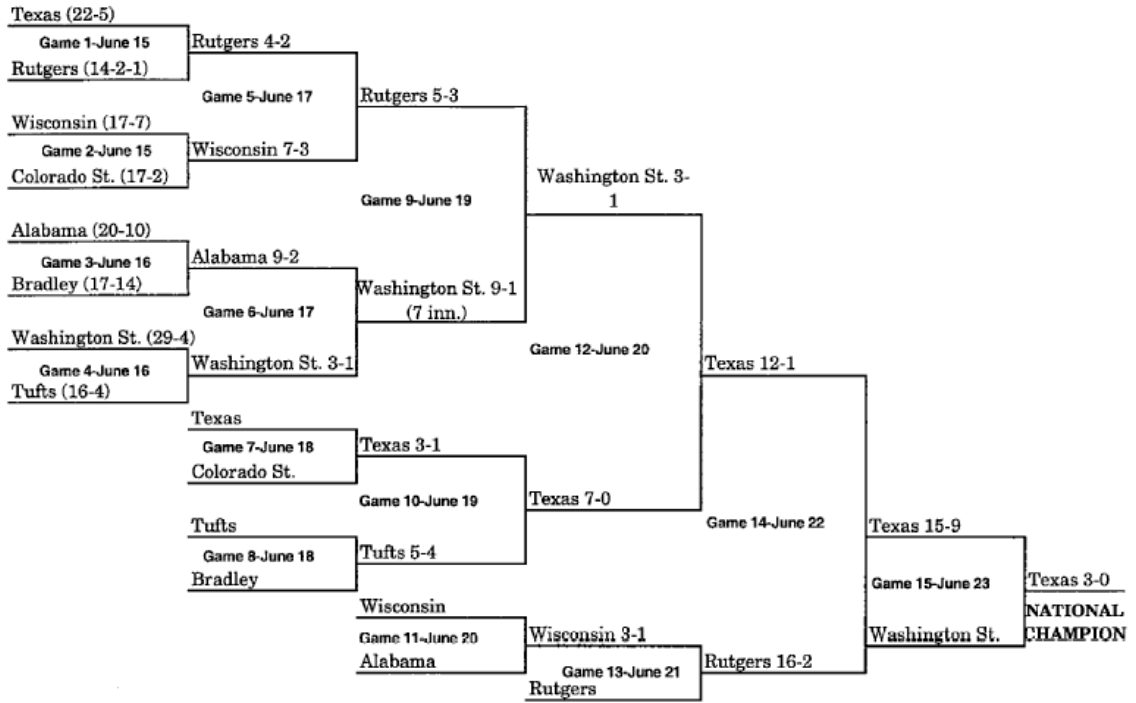 Texas (22-5)
Game 1-June 15
Rutgers (14-2-1)
Rutgers 4-2
Game 5-June 17
Wisconsin (17-7)
Game 2-June 15
Colorado St. (17-2)
Wisconsin 7-3
Rutgers 5-3
Game 9-June 19
Alabama (20-10)
Game 3-June 16
Bradley (17-14)
Alabama 9-2
Game 6-June 17
Washington St. (29-4)
Game 4-June 16
Tufts (16-4)
Washington St. 3-1
Washington St. 9-1
(7 inn.)
Washington St. 3-
1
Game 12-June 20
Texas
Game 7-June 18
Colorado St.
Texas 3-1
Game 10-June 19
Tufts
Game 8-June 18
Bradley
Tufts 5-4
Texas 7-0
Texas 12-1
Game 14-June 22
Wisconsin
Game 11-June 20
Alabama
Wisconsin 3-1
Game 13-June 21
Rutgers
Rutgers 16-2
Texas 15-9
Game 15-June 23
Washington St.
Texas 3-0
NATIONAL
CHAMPION